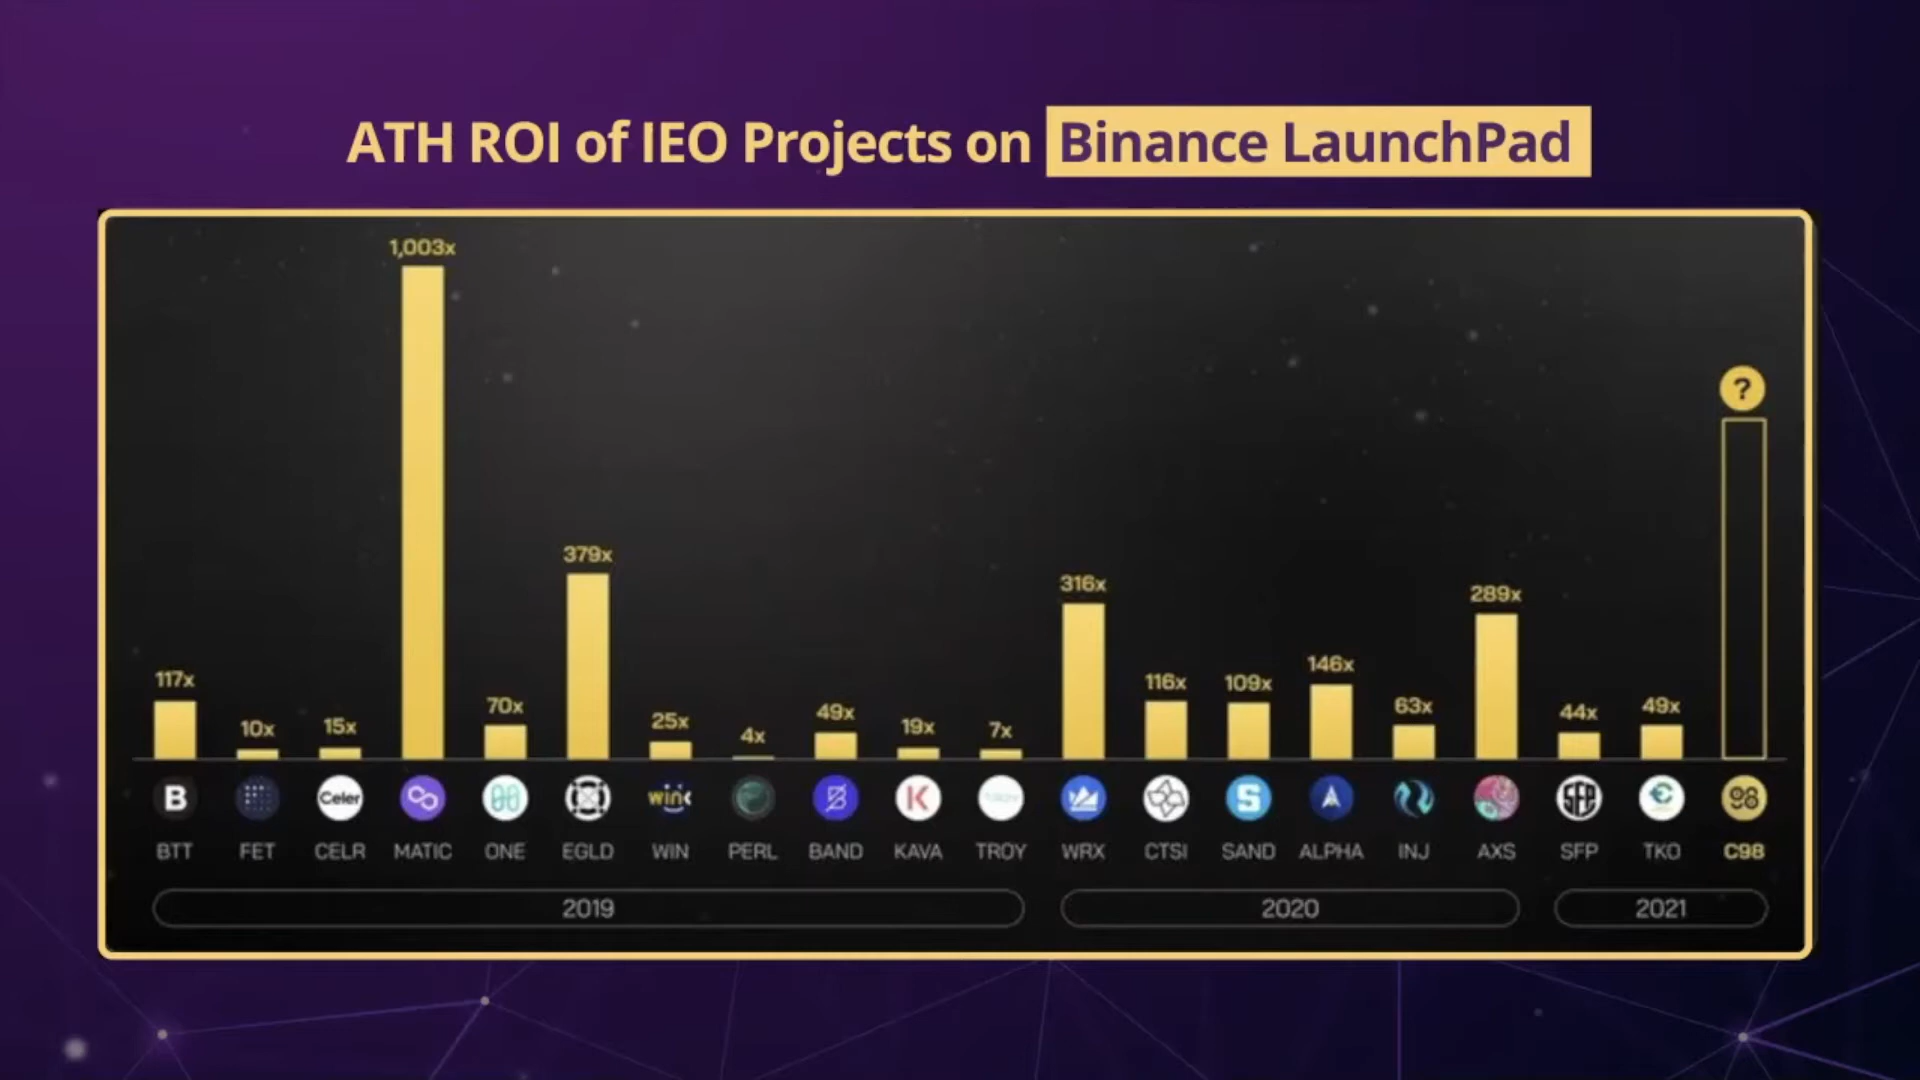 ATH ROI of IEO Projects on Binance LaunchPad
1,003x
?
379x
316x
289x
117x
10x
15x
70x
25x
4x
49x
19x
7x
116x
109x
146x
63x
44x
49x
B
Celer
WIN
K
S
SFP
98
BTT FET CELR MATIC ONE EGLD WIN PERL BAND KAVA TROY WRX CTSI SAND ALPHA INJ AXS SFP TKO C98
2019 2020 2021